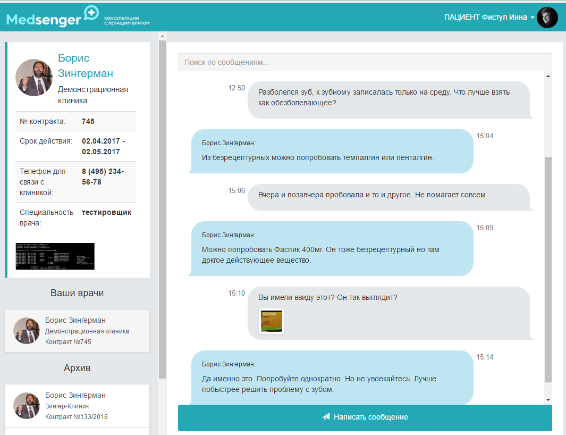 Medsenger
КОНСУЛЬТАЦИИ
С ЛЕЧАЩИМ ВРАЧОМ
ПАЦИЕНТ Фистул Инна
Борис
Зингерман
Демонстрационная
клиника
№ контракта: 745
Срок действия: 02.04.2017 -
02.05.2017
Телефон для
связи с
клиникой: 8 (495) 234-
56-78
Специальность
врача: тестировщик
Ваши врачи
Борис Зингерман
Демонстрационная клиника
Контракт №745
Архив
Борис Зингерман
Зингер-Клиник
Контракт №133/2016
Поиск по сообщениям...
12:50
Разболелся зуб, к зубному записалась только на среду. Что лучше взять
как обезболевающее?
15:04
Борис Зингерман:
Из безрецептурных можно попробовать темпалгин или пенталгин.
15:06
Вчера и позавчера пробовала и то и другое. Не помагает совсем
15:09
Борис Зингерман:
Можно попробовать Фаспик 400мг. Он тоже безрецептурный но там
другое действующее вещество.
15:10
Вы имели ввиду этот? Он так выглядит?
15:14
Борис Зингерман:
Да именно это. Попробуйте однократно. Но не увлекайтесь. Лучше
побыстрее решить проблему с зубом.
Написать сообщение